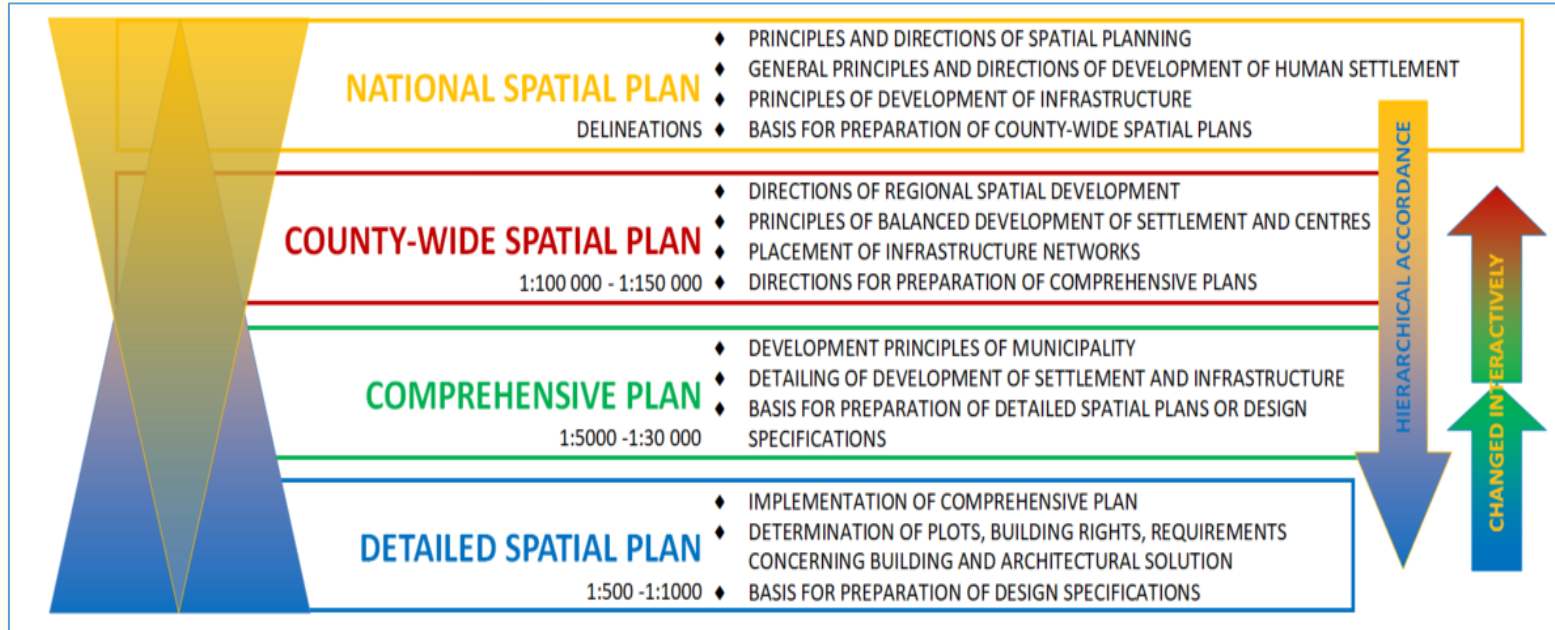 NATIONAL SPATIAL PLAN
DELINEATIONS
♦ PRINCIPLES AND DIRECTIONS OF SPATIAL PLANNING
♦ GENERAL PRINCIPLES AND DIRECTIONS OF DEVELOPMENT OF HUMAN SETTLEMENT
♦ PRINCIPLES OF DEVELOPMENT OF INFRASTRUCTURE
♦ BASIS FOR PREPARATION OF COUNTY-WIDE SPATIAL PLANS
COUNTY-WIDE SPATIAL PLAN
1:100 000 - 1:150 000
♦ DIRECTIONS OF REGIONAL SPATIAL DEVELOPMENT
♦ PRINCIPLES OF BALANCED DEVELOPMENT OF SETTLEMENT AND CENTRES
♦ PLACEMENT OF INFRASTRUCTURE NETWORKS
♦ DIRECTIONS FOR PREPARATION OF COMPREHENSIVE PLANS
COMPREHENSIVE PLAN
1:5000 -1:30 000
♦ DEVELOPMENT PRINCIPLES OF MUNICIPALITY
♦ DETAILING OF DEVELOPMENT OF SETTLEMENT AND INFRASTRUCTURE
♦ BASIS FOR PREPARATION OF DETAILED SPATIAL PLANS OR DESIGN
SPECIFICATIONS
DETAILED SPATIAL PLAN
1:500 -1:1000
♦ IMPLEMENTATION OF COMPREHENSIVE PLAN
♦ DETERMINATION OF PLOTS, BUILDING RIGHTS, REQUIREMENTS
CONCERNING BUILDING AND ARCHITECTURAL SOLUTION
♦ BASIS FOR PREPARATION OF DESIGN SPECIFICATIONS
HIERARCHICAL ACCORDANCE
CHANGED INTERACTIVELY